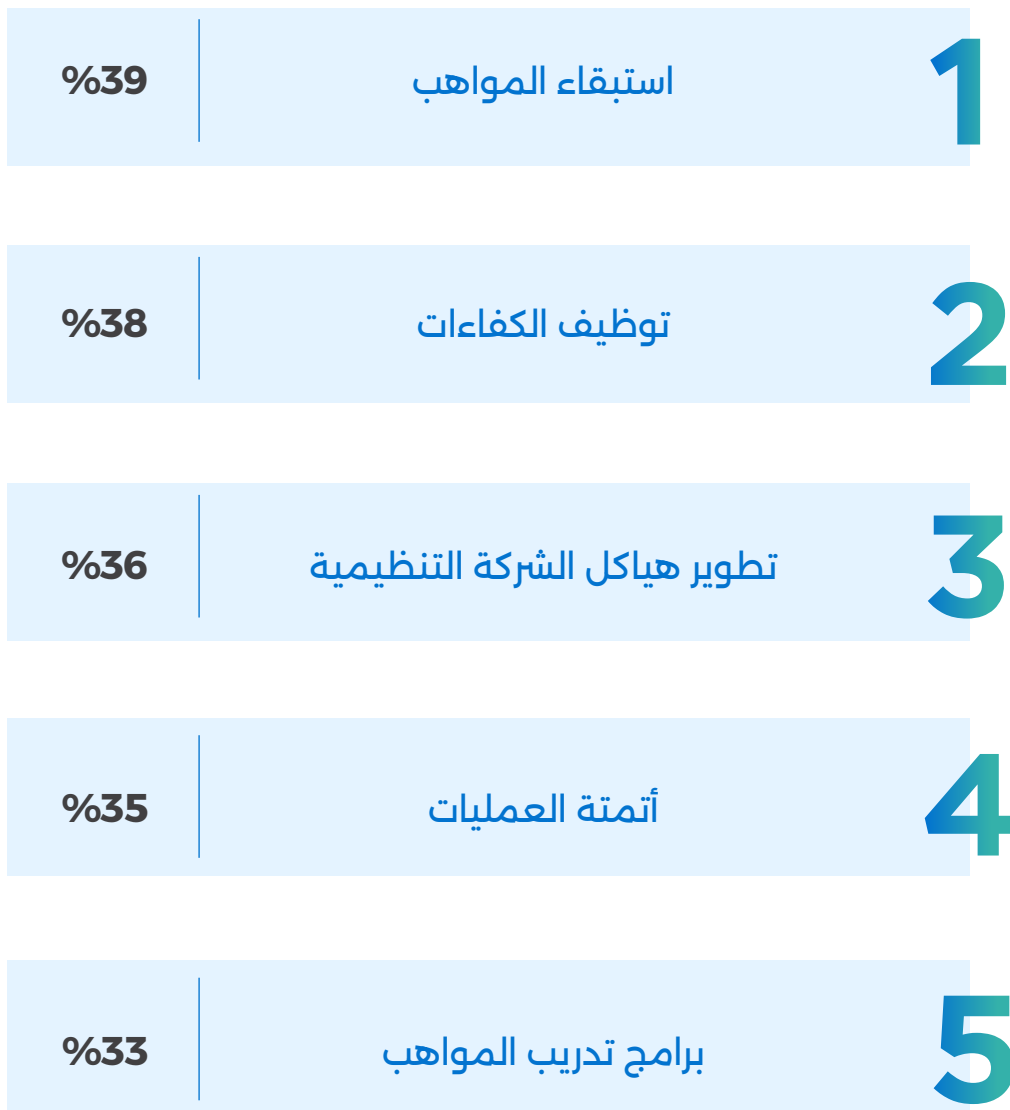 1 استبقاء المواهب %39
2 توظيف الكفاءات %38
3 تطوير هياكل الشركة التنظيمية %36
4 أتمتة العمليات %35
5 برامج تدريب المواهب %33